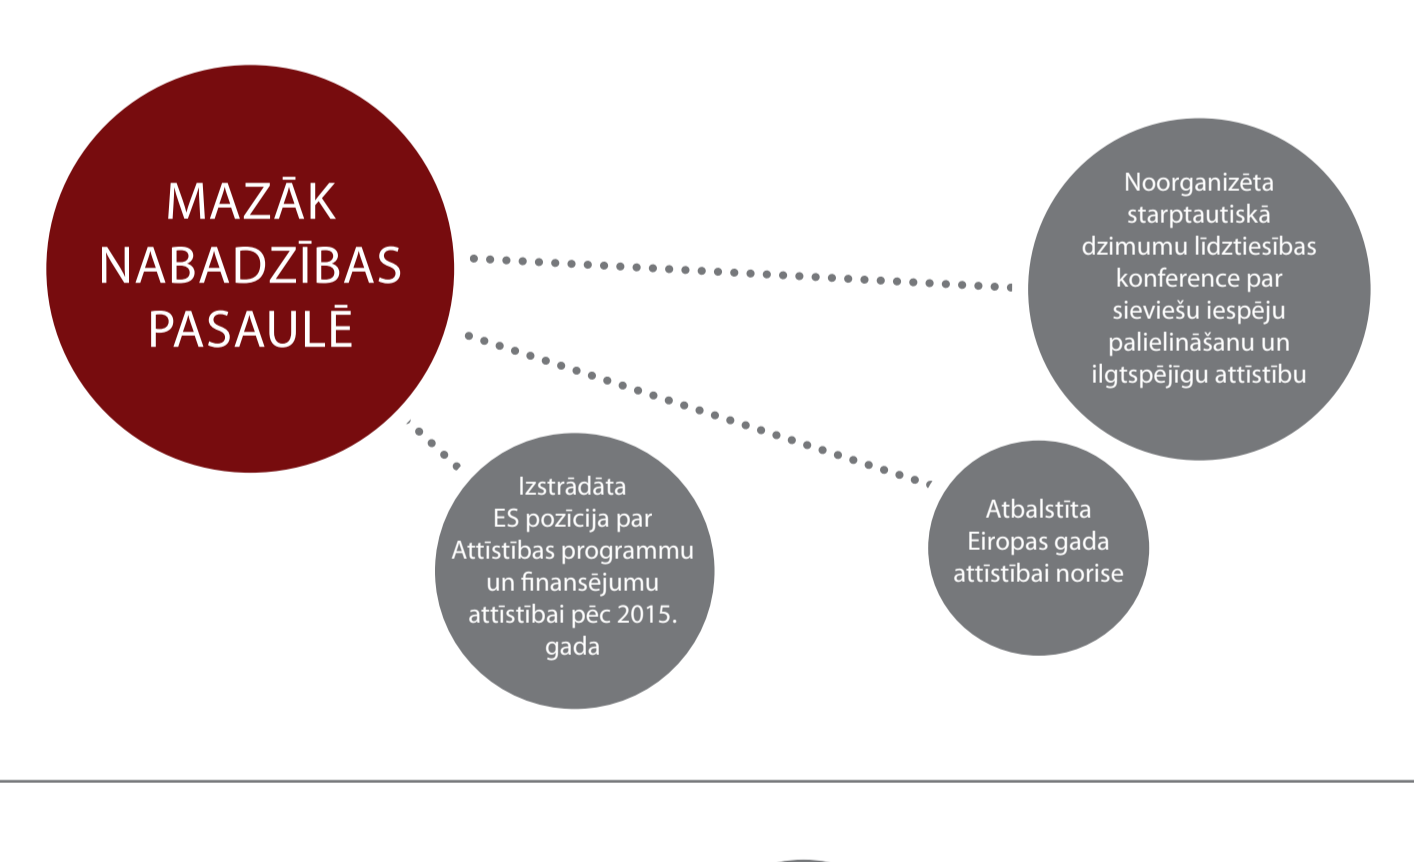 MAZĀK
NABADZĪBAS
PASAULĒ
Noorganizēta
starptautiskā
dzimumu līdztiesības
konference par
sieviešu iespēju
palielināšanu un
ilgtspējīgu attīstību
Izstrādāta
ES pozīcija par
Attīstības programmu
un finansējumu
attīstībai pēc 2015.
gada
Atbalstīta
Eiropas gada
attīstībai norise